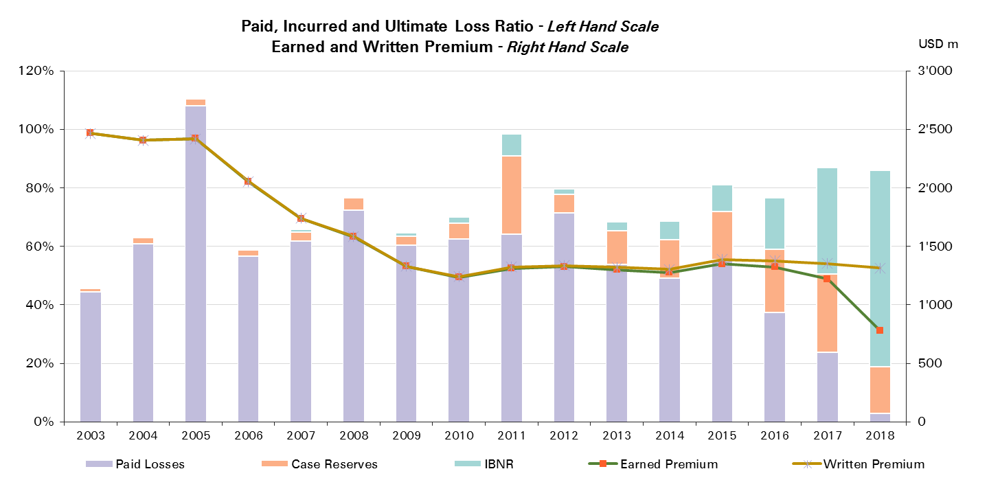 Paid, Incurred and Ultimate Loss Ratio - Left Hand Scale
Earned and Written Premium - Right Hand Scale
USD m
120% 3'000
100% 2'500
80% 2'000
60% 1'500
40% 1'000
20% 500
0% 0
2003 2004 2005 2006 2007 2008 2009 2010 2011 2012 2013 2014 2015 2016 2017 2018
Paid Losses Case Reserves IBNR Earned Premium Written Premium